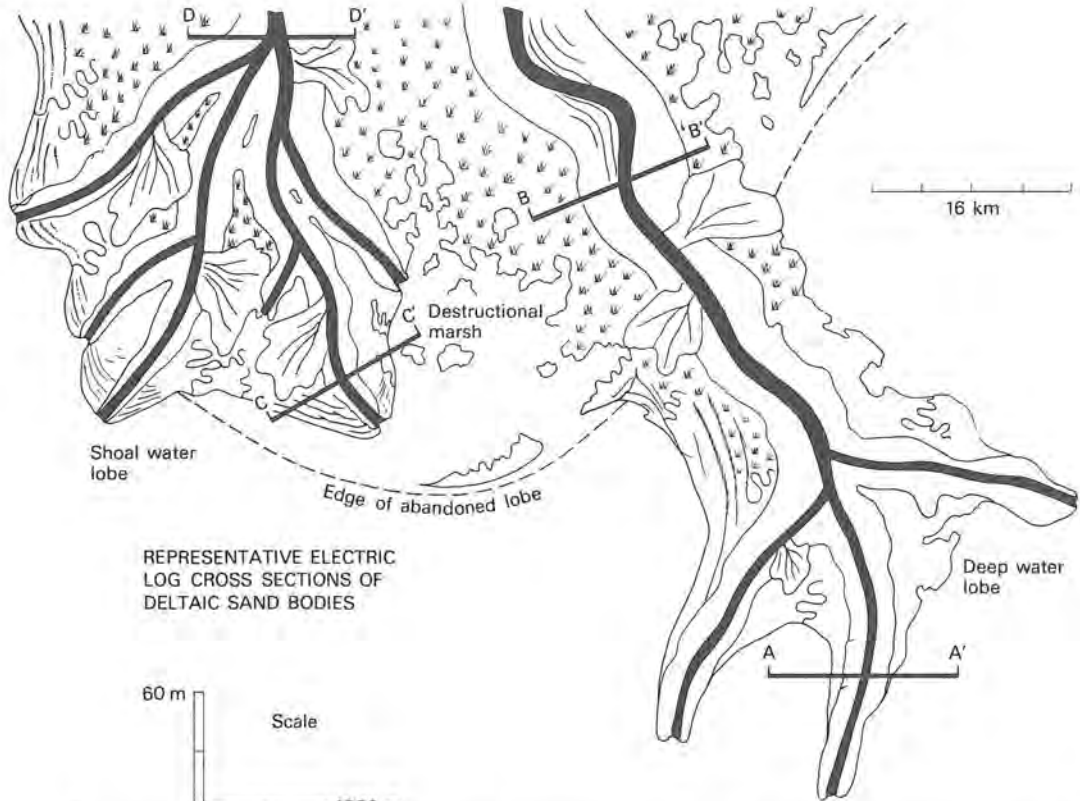 D D'
B'
B
16 km
C' Destructional
marsh
C
Shoal water
lobe
Edge of abandoned lobe
REPRESENTATIVE ELECTRIC
LOG CROSS SECTIONS OF
DELTAIC SAND BODIES
Deep water
lobe
A A'
60 m
Scale